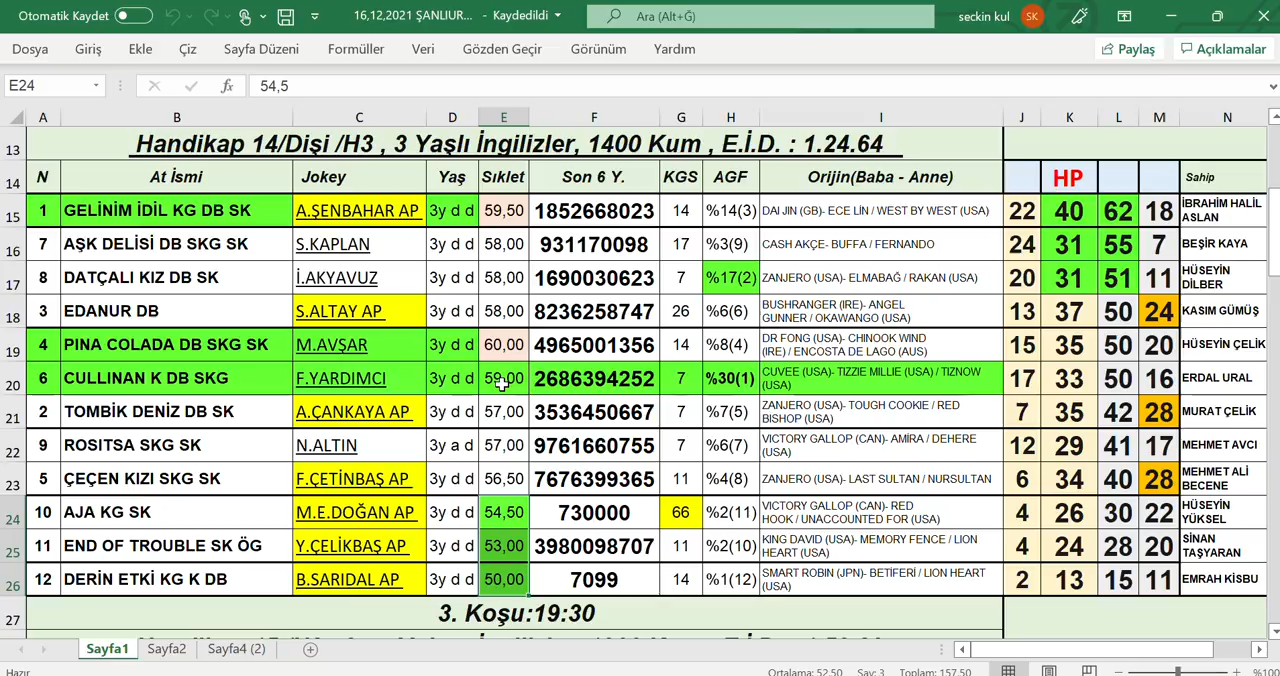 Otomatik Kaydet
16,12,2021 ŞANLIUR... - Kaydedildi
Ara (Alt+Ğ)
seckin kul SK
Dosya Giriş Ekle Çiz Sayfa Düzeni Formüller Veri Gözden Geçir Görünüm Yardım Paylaş Açıklamalar
E24 fx 54,5
A B C D E F G H I J K L M N
13 Handikap 14/Dişi /H3 , 3 Yaşlı İngilizler, 1400 Kum , E.İ.D. : 1.24.64
14 N At İsmi Jokey Yaş Sıklet Son 6 Y. KGS AGF Orijin(Baba - Anne) HP Sahip
15 1 GELİNİM İDİL KG DB SK A.ŞENBAHAR AP 3y d d 59,50 1852668023 14 %14(3) DAI JIN (GB)- ECE LİN / WEST BY WEST (USA) 22 40 62 18 İBRAHİM HALİL ASLAN
16 7 AŞK DELİSİ DB SKG SK S.KAPLAN 3y d d 58,00 931170098 17 %3(9) CASH AKÇE- BUFFA / FERNANDO 24 31 55 7 BEŞİR KAYA
17 8 DATÇALI KIZ DB SK İ.AKYAVUZ 3y d d 58,00 1690030623 7 %17(2) ZANJERO (USA)- ELMABAĞ / RAKAN (USA) 20 31 51 11 HÜSEYİN DİLBER
18 3 EDANUR DB S.ALTAY AP 3y d d 58,00 8236258747 26 %6(6) BUSHRANGER (IRE)- ANGEL GUNNER / OKAWANGO (USA) 13 37 50 24 KASIM GÜMÜŞ
19 4 PINA COLADA DB SKG SK M.AVŞAR 3y d d 60,00 4965001356 14 %8(4) DR FONG (USA)- CHINOOK WIND (IRE) / ENCOSTA DE LAGO (AUS) 15 35 50 20 HÜSEYİN ÇELİK
20 6 CULLINAN K DB SKG F.YARDIMCI 3y d d 59,00 2686394252 7 %30(1) CUVEE (USA)- TIZZIE MILLIE (USA) / TIZNOW (USA) 17 33 50 16 ERDAL URAL
21 2 TOMBİK DENİZ DB SK A.ÇANKAYA AP 3y d d 57,00 3536450667 7 %7(5) ZANJERO (USA)- TOUGH COOKIE / RED BISHOP (USA) 7 35 42 28 MURAT ÇELİK
22 9 ROSITSA SKG SK N.ALTIN 3y a d 57,00 9761660755 7 %6(7) VICTORY GALLOP (CAN)- AMİRA / DEHERE (USA) 12 29 41 17 MEHMET AVCI
23 5 ÇEÇEN KIZI SKG SK F.ÇETİNBAŞ AP 3y d d 56,50 7676399365 11 %4(8) ZANJERO (USA)- LAST SULTAN / NURSULTAN 6 34 40 28 MEHMET ALİ BECENE
24 10 AJA KG SK M.E.DOĞAN AP 3y d d 54,50 730000 66 %2(11) VICTORY GALLOP (CAN)- RED HOOK / UNACCOUNTED FOR (USA) 4 26 30 22 HÜSEYİN YÜKSEL
25 11 END OF TROUBLE SK ÖG Y.ÇELİKBAŞ AP 3y d d 53,00 3980098707 11 %2(10) KING DAVID (USA)- MEMORY FENCE / LION HEART (USA) 4 24 28 20 SİNAN TAŞYARAN
26 12 DERİN ETKİ KG K DB B.SARIDAL AP 3y d d 50,00 7099 14 %1(12) SMART ROBIN (JPN)- BETİFERİ / LION HEART (USA) 2 13 15 11 EMRAH KİSBU
27 3. Koşu:19:30
Sayfa1 Sayfa2 Sayfa4 (2)
Hazır Ortalama: 52,50 Say: 3 Toplam: 157,50 %100